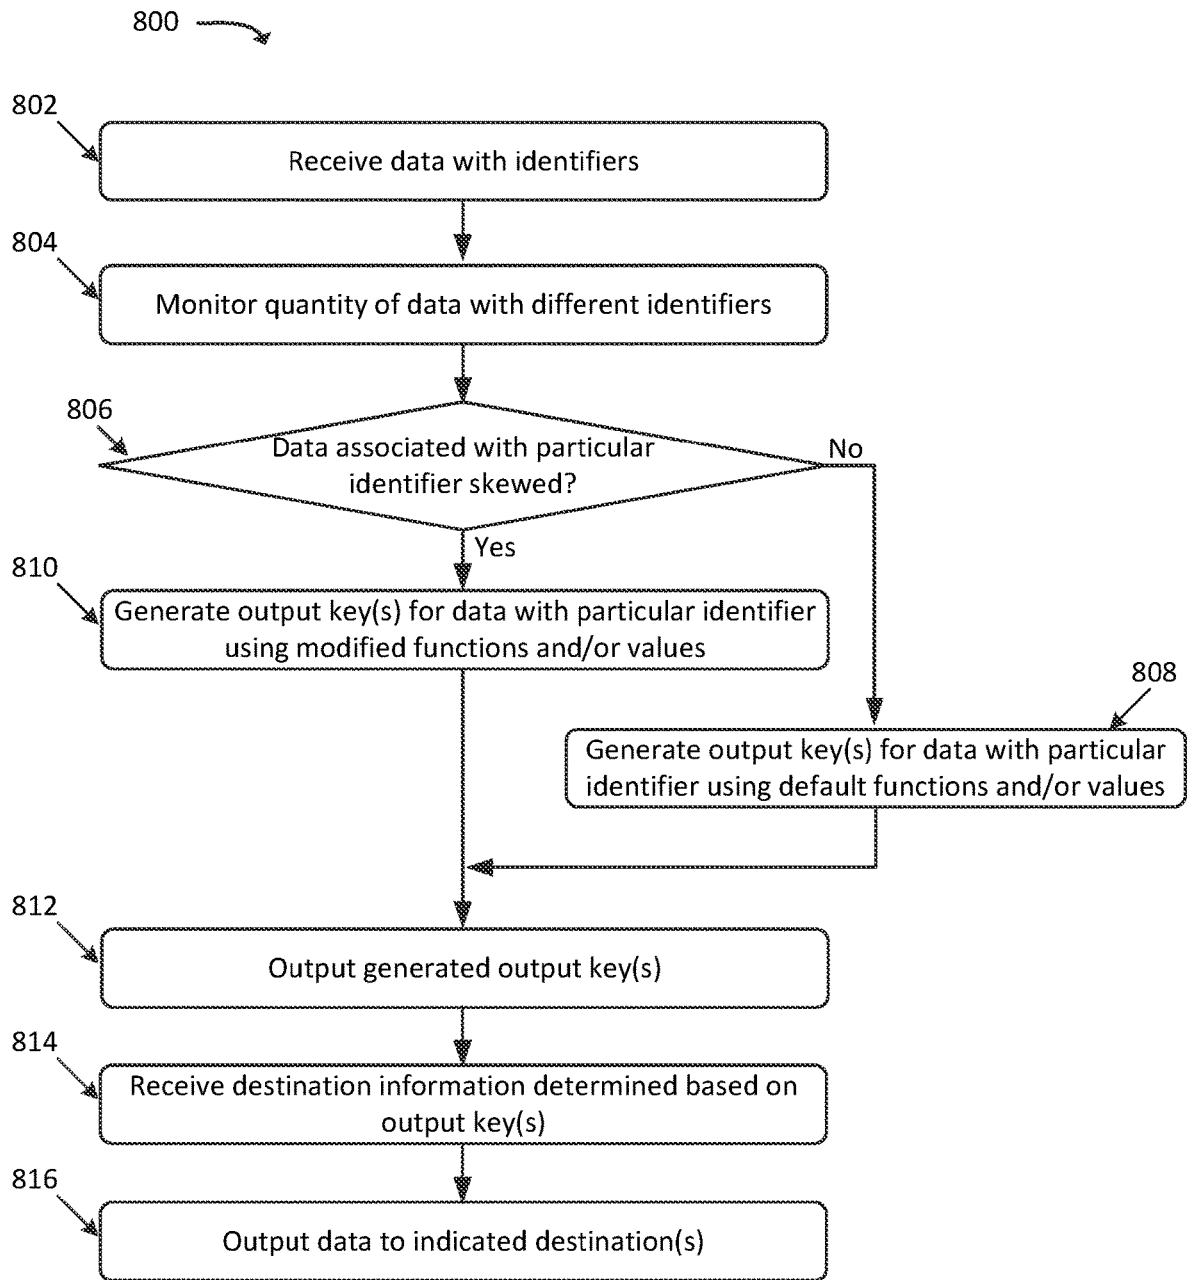 800
802
Receive data with identifiers
804
Monitor quantity of data with different identifiers
806
Data associated with particular
identifier skewed?
No
Yes
810
Generate output key(s) for data with particular identifier
using modified functions and/or values
808
Generate output key(s) for data with particular
identifier using default functions and/or values
812
Output generated output key(s)
814
Receive destination information determined based on
output key(s)
816
Output data to indicated destination(s)